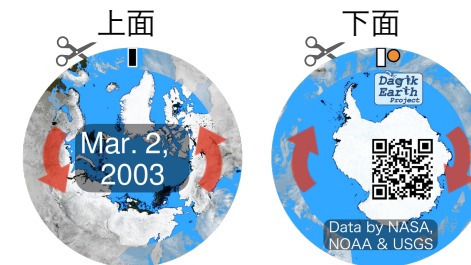 上面
下面
Mar. 2,
2003
Dagik
Earth
Project
Data by NASA,
NOAA & USGS